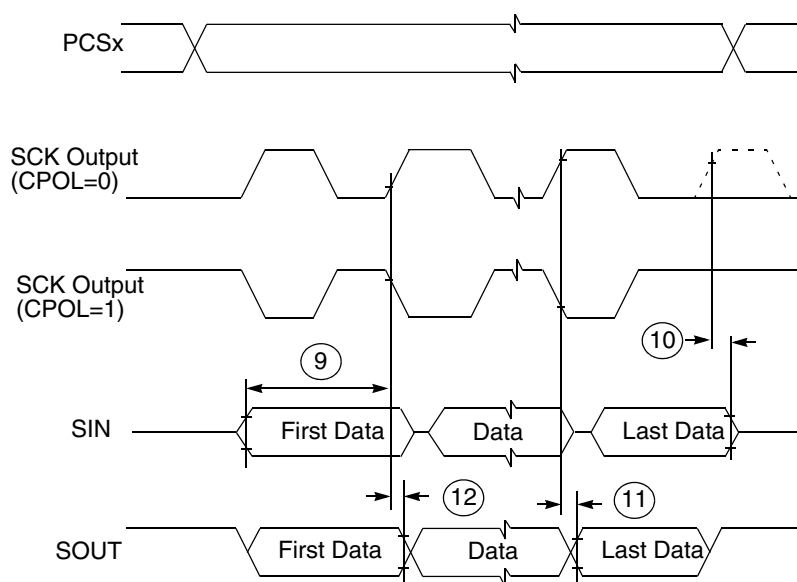 PCSx
SCK Output
(CPOL=0)
SCK Output
(CPOL=1)
10
9
SIN
First Data
Data
Last Data
12
11
SOUT
First Data
Data
Last Data